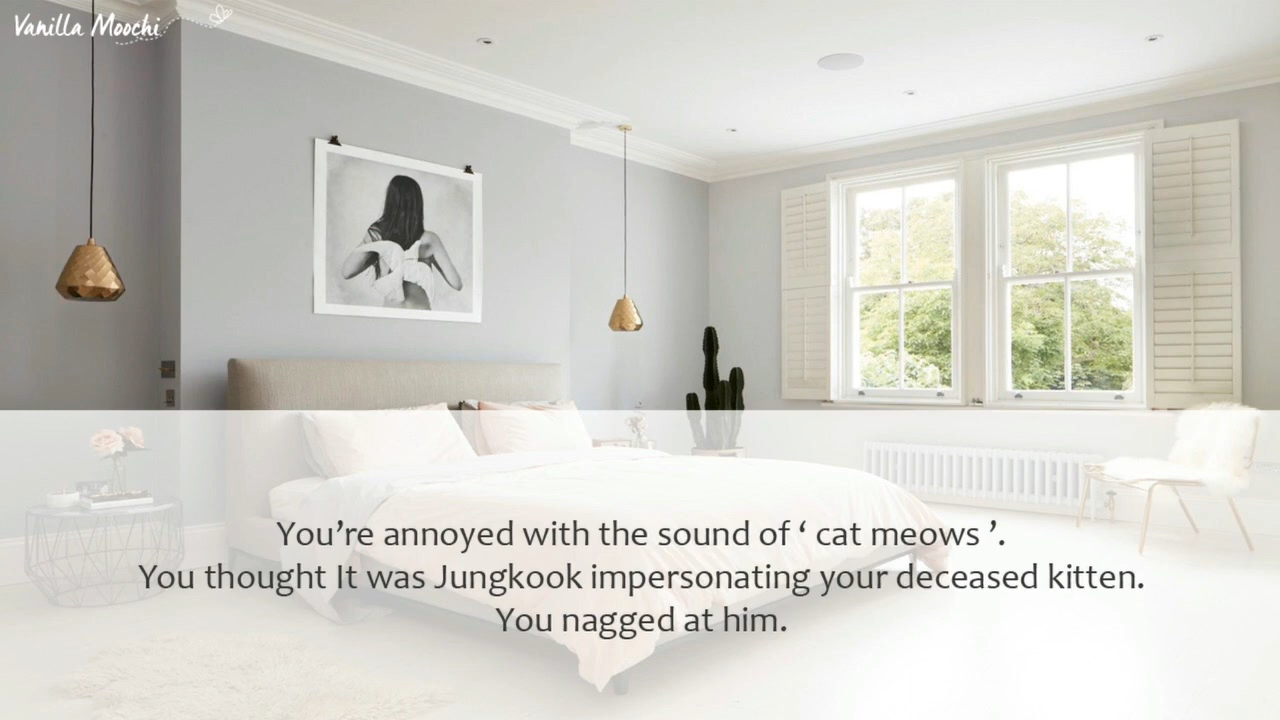 Vanilla Moochi
You’re annoyed with the sound of ‘ cat meows ’.
You thought It was Jungkook impersonating your deceased kitten.
You nagged at him.